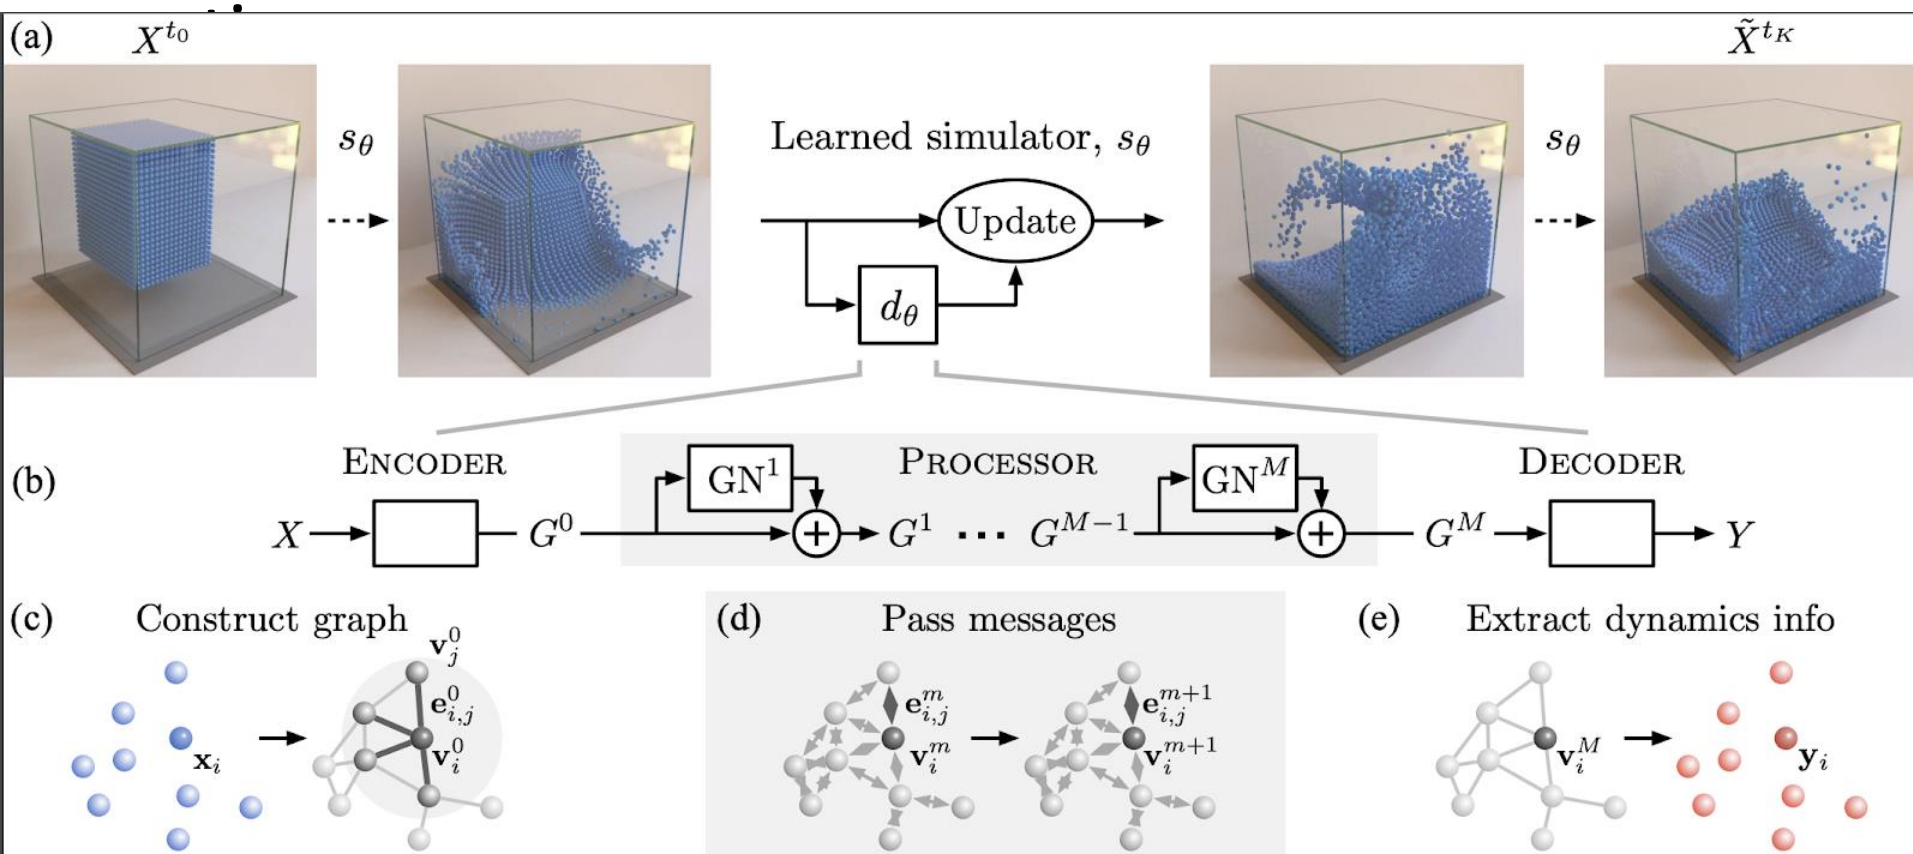 (a)
X^{t_0}
X̃^{t_K}
s_θ
Learned simulator, s_θ
s_θ
Update
d_θ
(b)
ENCODER
PROCESSOR
DECODER
GN^1
GN^M
X
G^0
+
G^1 ··· G^{M−1}
+
G^M
Y
(c) Construct graph
v_j^0
e_{i,j}^0
v_i^0
x_i
(d) Pass messages
e_{i,j}^m
v_i^m
e_{i,j}^{m+1}
v_i^{m+1}
(e) Extract dynamics info
v_i^M
y_i